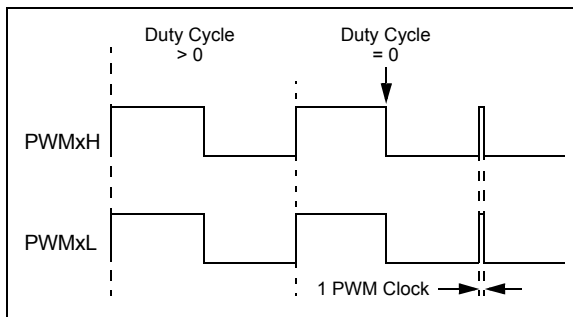 Duty Cycle
> 0
Duty Cycle
= 0
PWMxH
PWMxL
1 PWM Clock